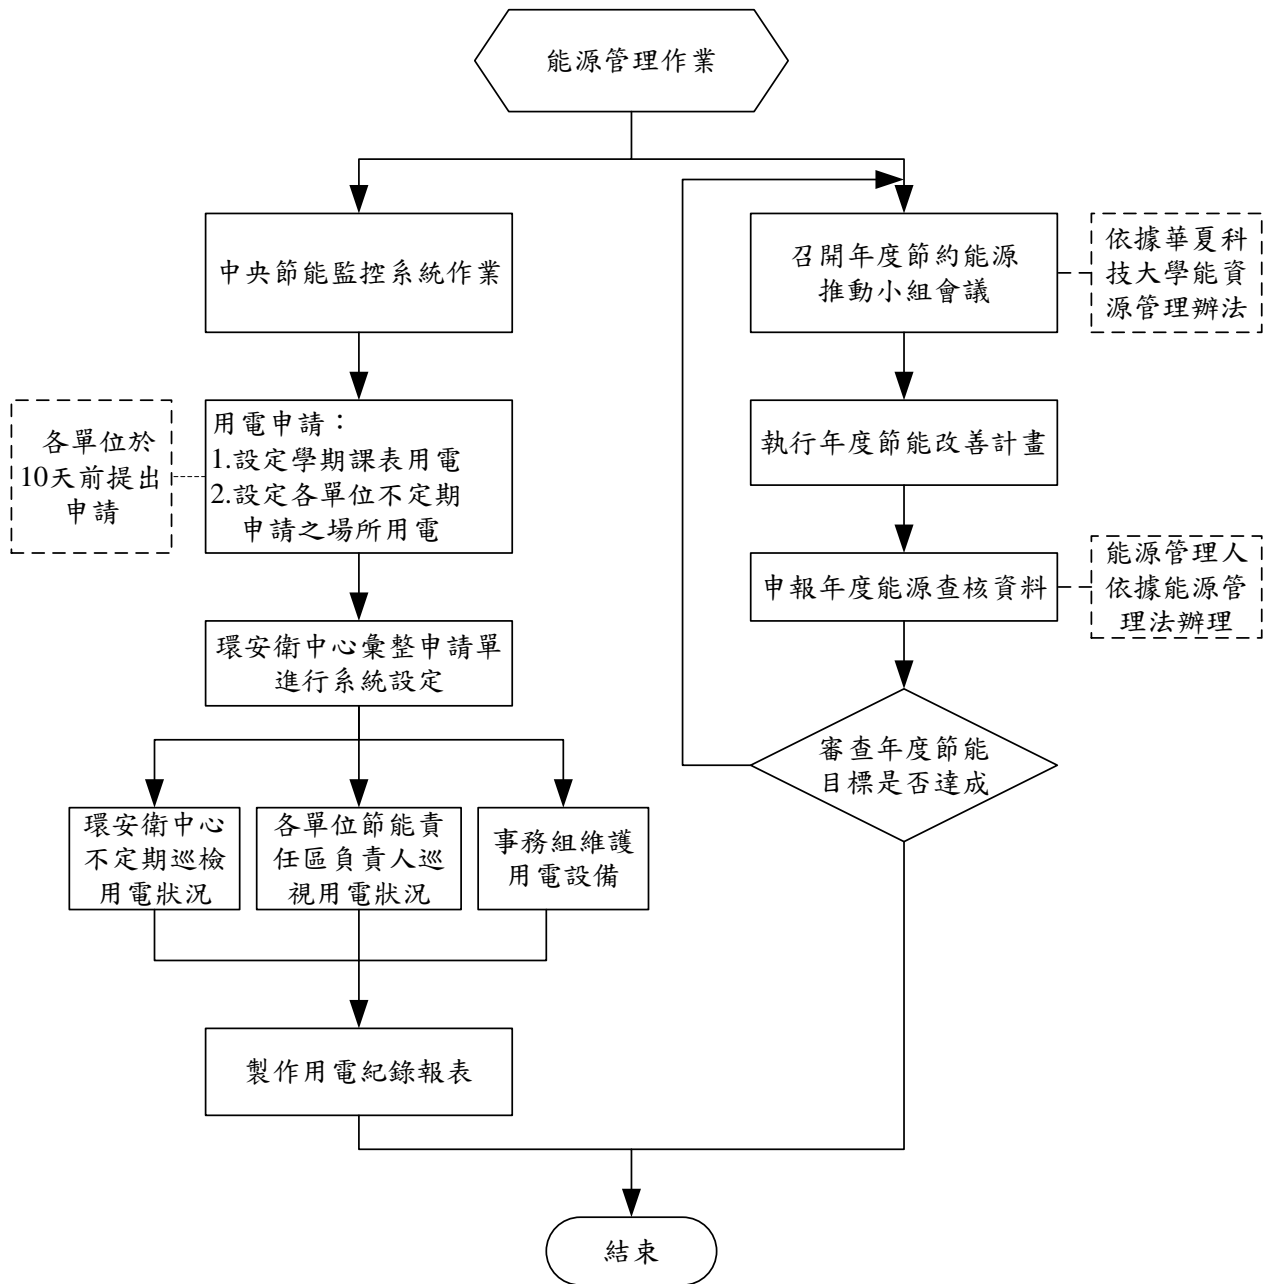 能源管理作業
中央節能監控系統作業
各單位於
10天前提出
申請
用電申請：
1.設定學期課表用電
2.設定各單位不定期
申請之場所用電
環安衛中心彙整申請單
進行系統設定
環安衛中心
不定期巡檢
用電狀況
各單位節能責
任區負責人巡
視用電狀況
事務組維護
用電設備
製作用電紀錄報表
召開年度節約能源
推動小組會議
依據華夏科
技大學能資
源管理辦法
執行年度節能改善計畫
申報年度能源查核資料
能源管理人
依據能源管
理法辦理
審查年度節能
目標是否達成
結束